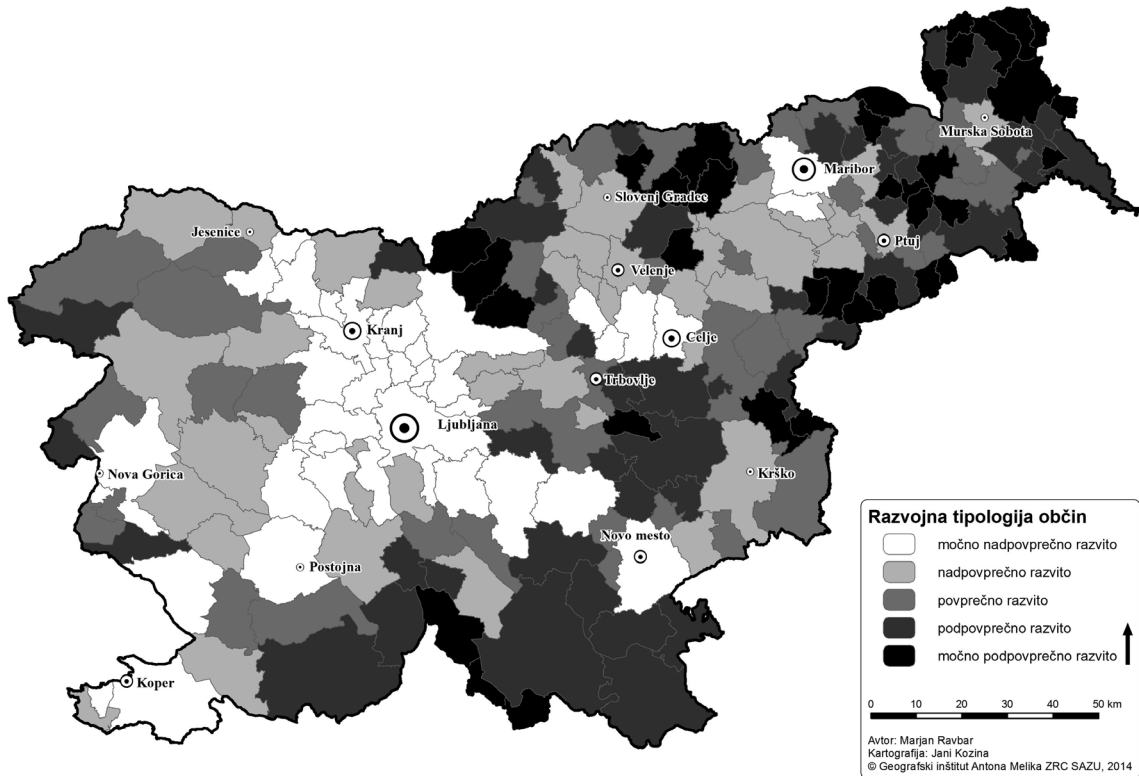 Murska Sobota
Maribor
Slovenj Gradec
Jesenice
Ptuj
Velenje
Kranj
Celje
Trbovlje
Ljubljana
Nova Gorica
Krško
Novo mesto
Postojna
Koper
Razvojna tipologija občin
močno nadpovprečno razvito
nadpovprečno razvito
povprečno razvito
podpovprečno razvito
močno podpovprečno razvito
0 10 20 30 40 50 km
Avtor: Marjan Ravbar
Kartografija: Jani Kozina
© Geografski inštitut Antona Melika ZRC SAZU, 2014